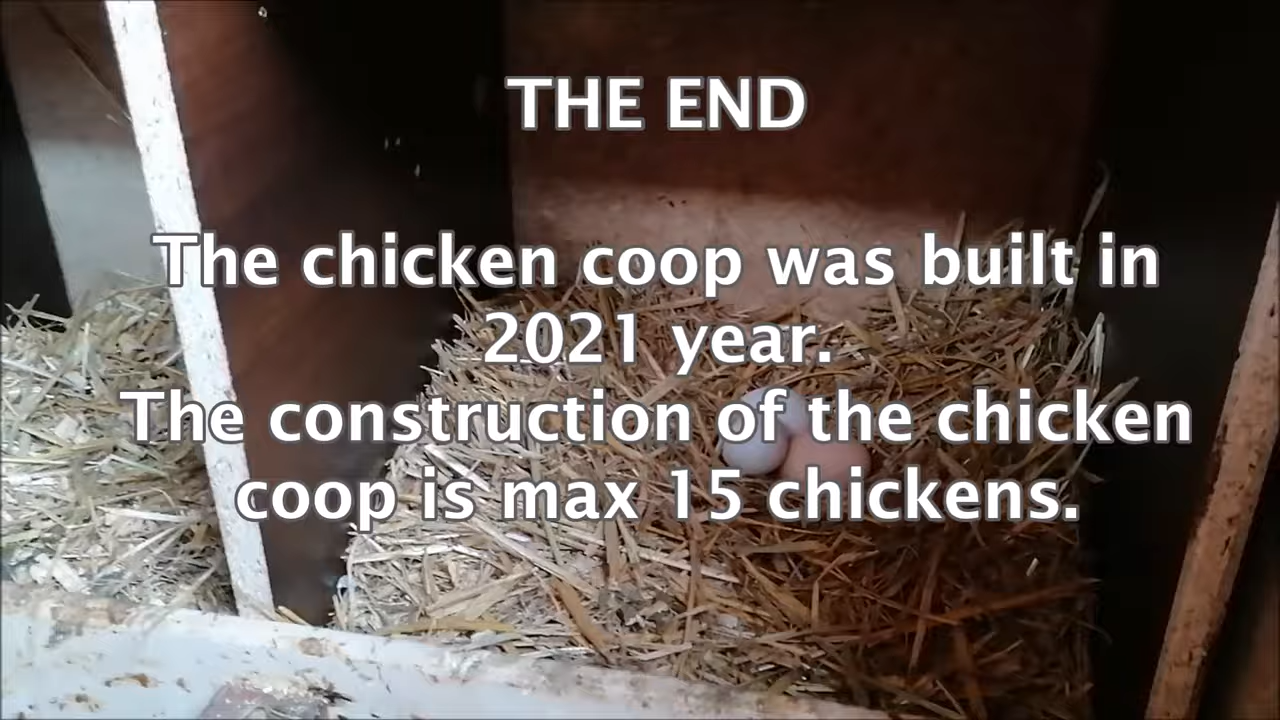 THE END
The chicken coop was built in
2021 year.
The construction of the chicken
coop is max 15 chickens.